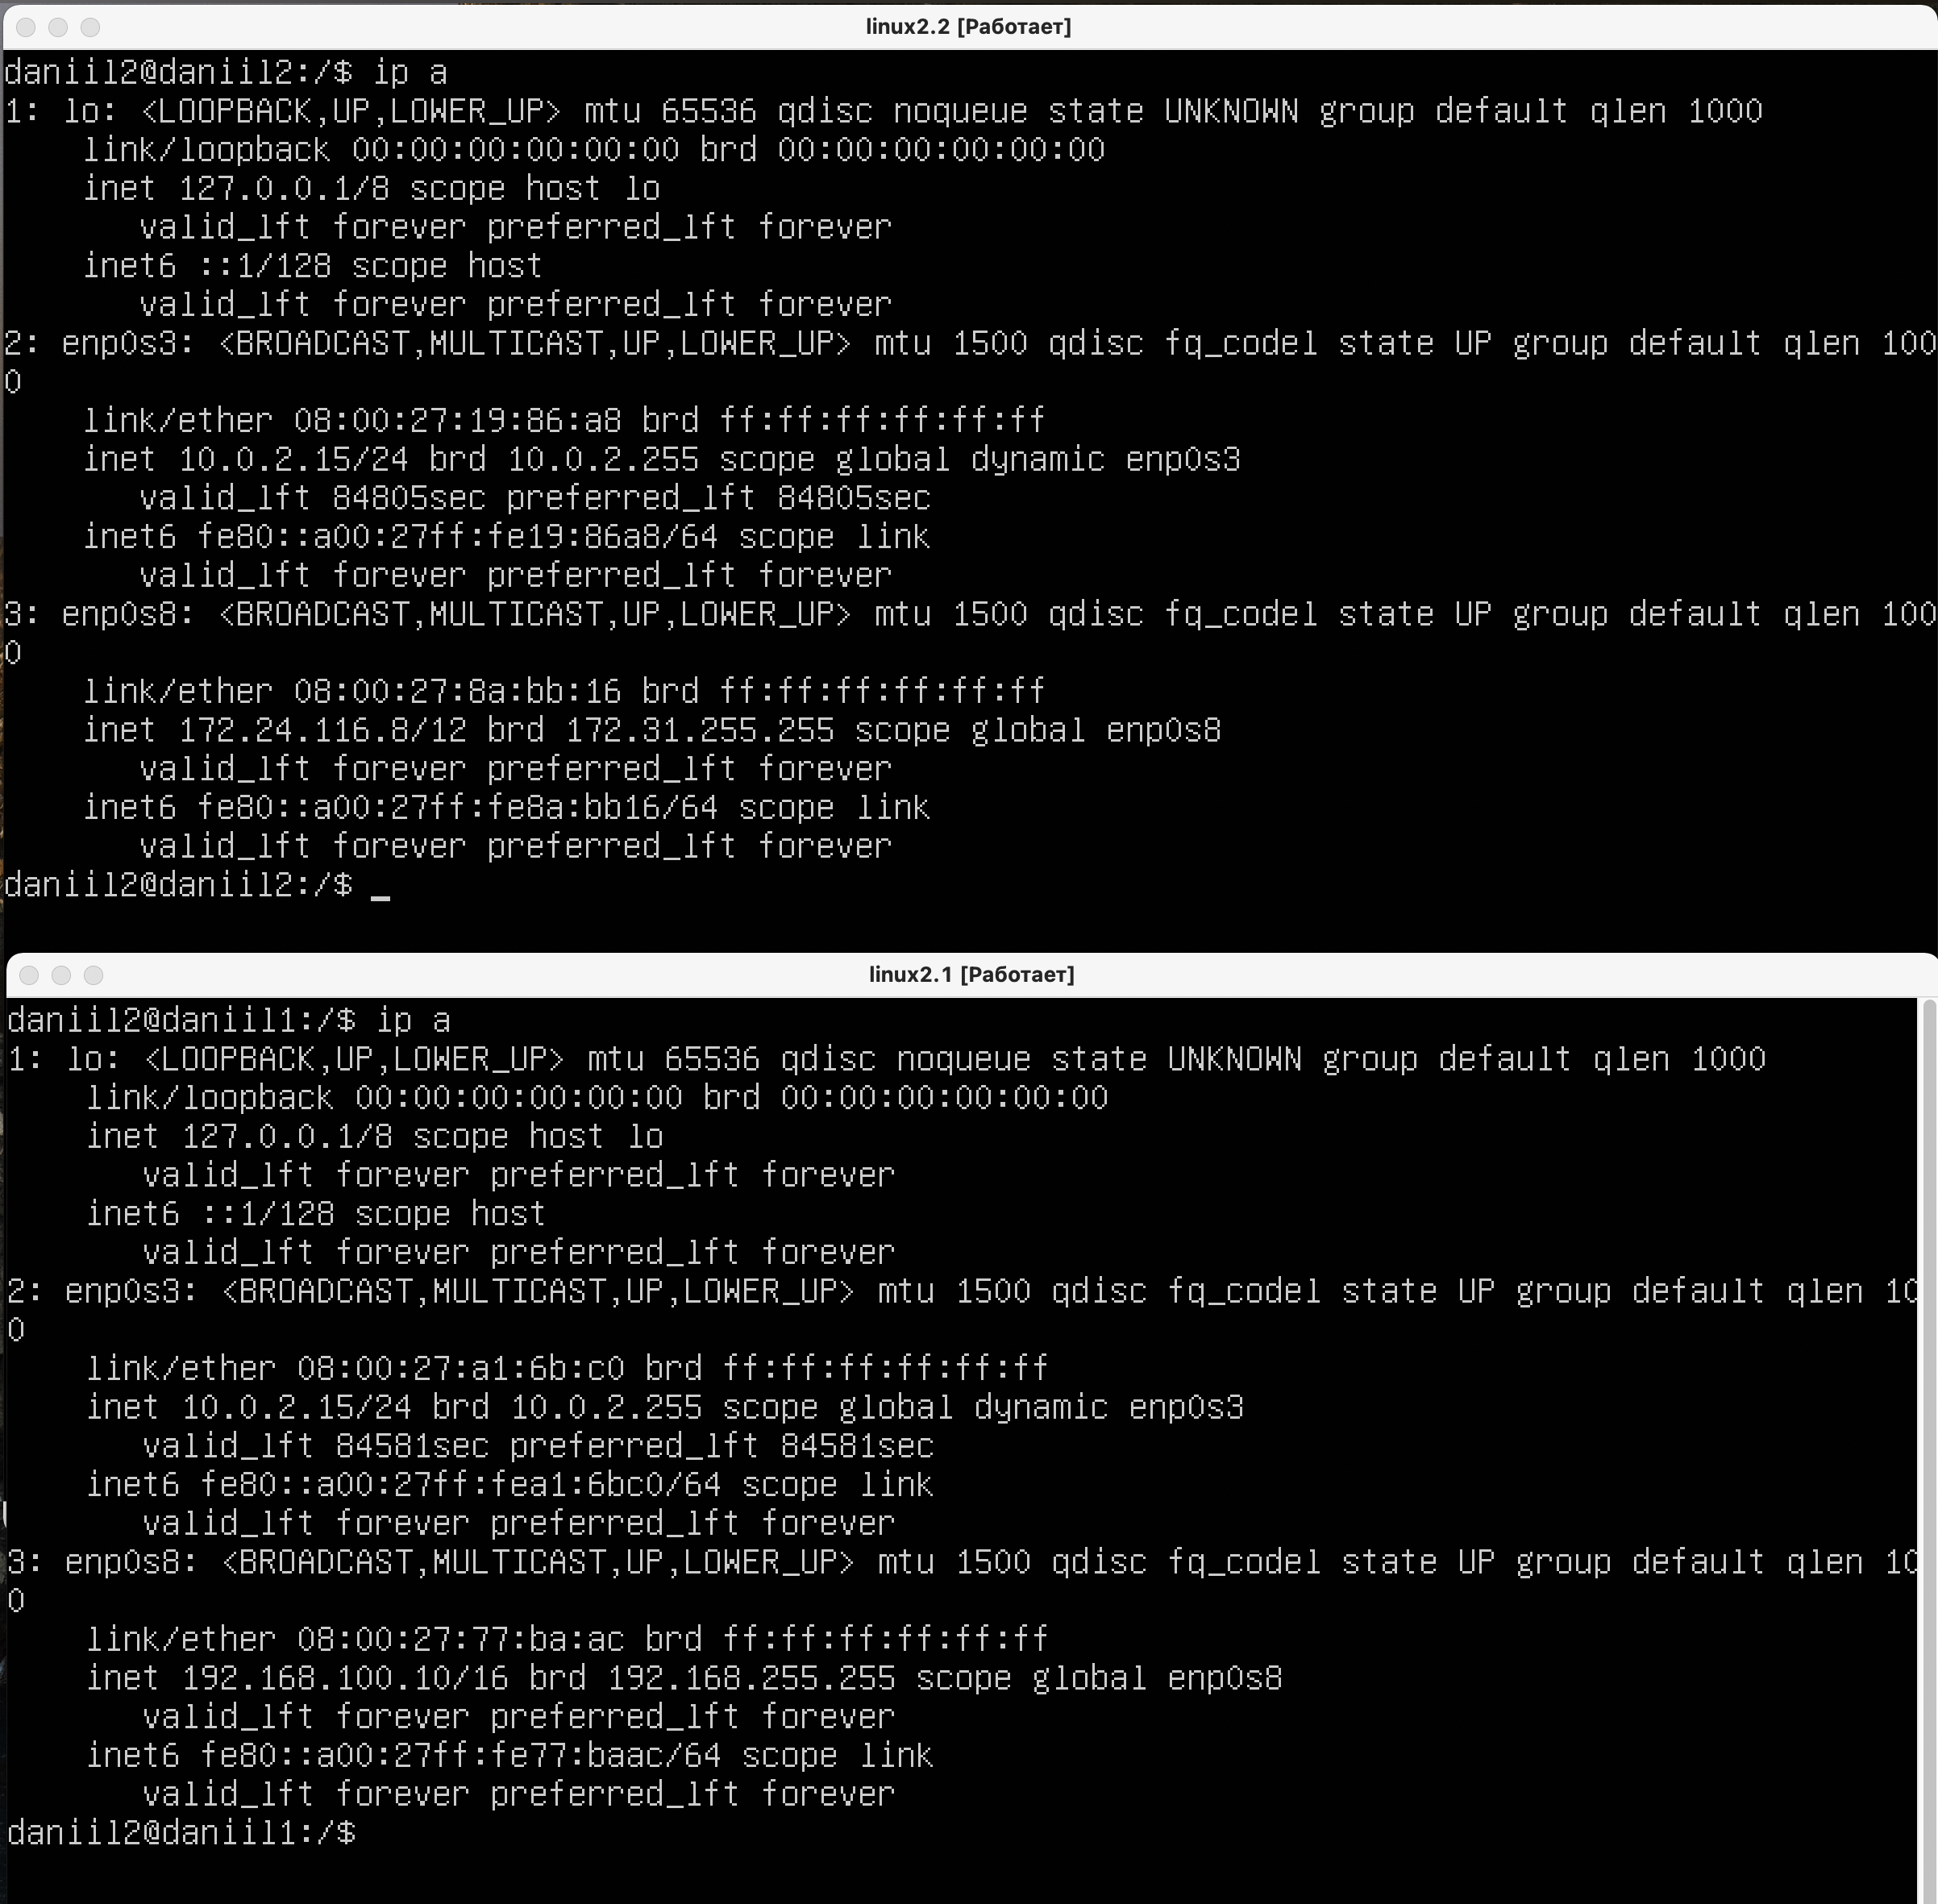 linux2.2 [Работает]
daniil2@daniil2:/$ ip a
1: lo: <LOOPBACK,UP,LOWER_UP> mtu 65536 qdisc noqueue state UNKNOWN group default qlen 1000
    link/loopback 00:00:00:00:00:00 brd 00:00:00:00:00:00
    inet 127.0.0.1/8 scope host lo
       valid_lft forever preferred_lft forever
    inet6 ::1/128 scope host
       valid_lft forever preferred_lft forever
2: enp0s3: <BROADCAST,MULTICAST,UP,LOWER_UP> mtu 1500 qdisc fq_codel state UP group default qlen 100
0
    link/ether 08:00:27:19:86:a8 brd ff:ff:ff:ff:ff:ff
    inet 10.0.2.15/24 brd 10.0.2.255 scope global dynamic enp0s3
       valid_lft 84805sec preferred_lft 84805sec
    inet6 fe80::a00:27ff:fe19:86a8/64 scope link
       valid_lft forever preferred_lft forever
3: enp0s8: <BROADCAST,MULTICAST,UP,LOWER_UP> mtu 1500 qdisc fq_codel state UP group default qlen 100
0
    link/ether 08:00:27:8a:bb:16 brd ff:ff:ff:ff:ff:ff
    inet 172.24.116.8/12 brd 172.31.255.255 scope global enp0s8
       valid_lft forever preferred_lft forever
    inet6 fe80::a00:27ff:fe8a:bb16/64 scope link
       valid_lft forever preferred_lft forever
daniil2@daniil2:/$ _
linux2.1 [Работает]
daniil2@daniil1:/$ ip a
1: lo: <LOOPBACK,UP,LOWER_UP> mtu 65536 qdisc noqueue state UNKNOWN group default qlen 1000
    link/loopback 00:00:00:00:00:00 brd 00:00:00:00:00:00
    inet 127.0.0.1/8 scope host lo
       valid_lft forever preferred_lft forever
    inet6 ::1/128 scope host
       valid_lft forever preferred_lft forever
2: enp0s3: <BROADCAST,MULTICAST,UP,LOWER_UP> mtu 1500 qdisc fq_codel state UP group default qlen 10
0
    link/ether 08:00:27:a1:6b:c0 brd ff:ff:ff:ff:ff:ff
    inet 10.0.2.15/24 brd 10.0.2.255 scope global dynamic enp0s3
       valid_lft 84581sec preferred_lft 84581sec
    inet6 fe80::a00:27ff:fea1:6bc0/64 scope link
       valid_lft forever preferred_lft forever
3: enp0s8: <BROADCAST,MULTICAST,UP,LOWER_UP> mtu 1500 qdisc fq_codel state UP group default qlen 10
0
    link/ether 08:00:27:77:ba:ac brd ff:ff:ff:ff:ff:ff
    inet 192.168.100.10/16 brd 192.168.255.255 scope global enp0s8
       valid_lft forever preferred_lft forever
    inet6 fe80::a00:27ff:fe77:baac/64 scope link
       valid_lft forever preferred_lft forever
daniil2@daniil1:/$